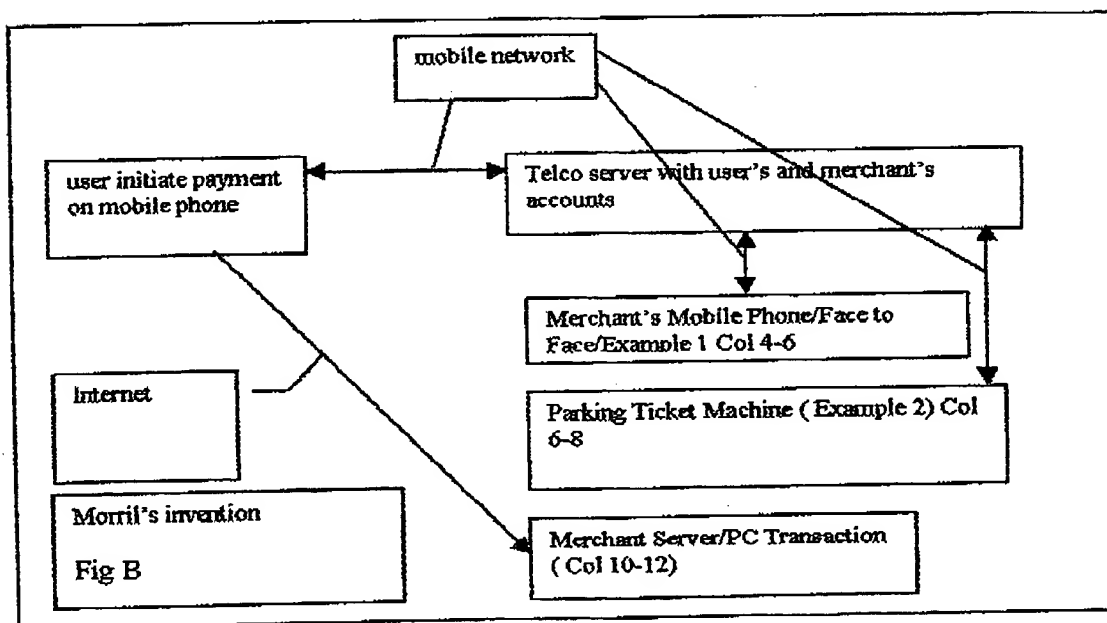 mobile network
user initiate payment
on mobile phone
Telco server with user's and merchant's
accounts
Merchant's Mobile Phone/Face to
Face/Example 1 Col 4-6
Internet
Parking Ticket Machine ( Example 2) Col
6-8
Morril's invention
Fig B
Merchant Server/PC Transaction
( Col 10-12)